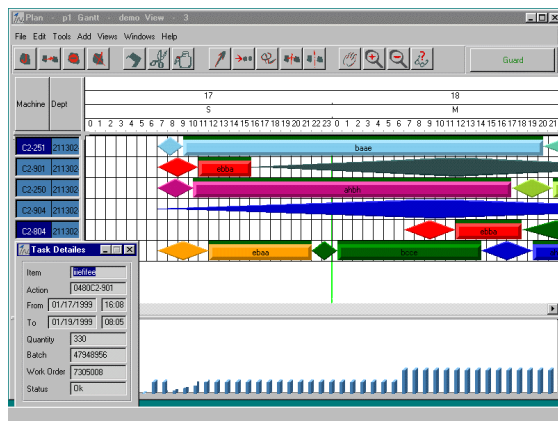 Plan - p1 Gantt - demo View - 3
File Edit Tools Add Views Windows Help
Guard
Machine Dept
17 18
S M
0 1 2 3 4 5 6 7 8 9 10 11 12 13 14 15 16 17 18 19 20 21 22 23 0 1 2 3 4 5 6 7 8 9 10 11 12 13 14 15 16 17 18 19 20 21
C2-251 211302 baae
C2-901 211302 ebba
C2-250 211302 ahbh
C2-904 211302
C2-804 211302 ebba
ebaa boce
Task Detailes
Item
Action 0480C2-901
From 01/17/1999 16:08
To 01/19/1999 08:05
Quantity 330
Batch 47948956
Work Order 7305008
Status Ok